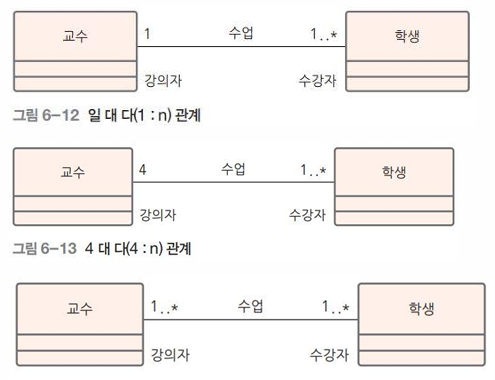 교수 1 수업 1..* 학생
강의자 수강자
그림 6-12 일 대 다(1 : n) 관계
교수 4 수업 1..* 학생
강의자 수강자
그림 6-13 4 대 다(4 : n) 관계
교수 1..* 수업 1..* 학생
강의자 수강자